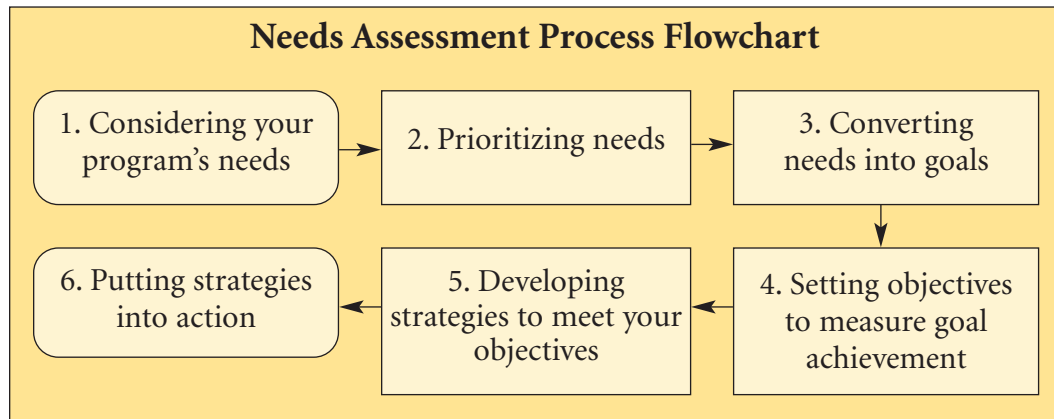 Needs Assessment Process Flowchart
1. Considering your
program’s needs
2. Prioritizing needs
3. Converting
needs into goals
4. Setting objectives
to measure goal
achievement
5. Developing
strategies to meet your
objectives
6. Putting strategies
into action